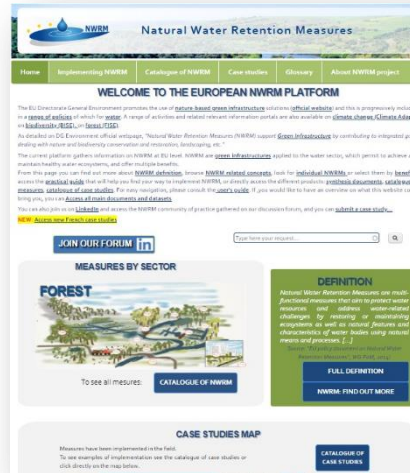 NWRM
Natural Water Retention Measures
Home Implementing NWRM Catalogue of NWRM Case studies Glossary About NWRM project
WELCOME TO THE EUROPEAN NWRM PLATFORM
The EU Directorate General Environment promotes the use of nature-based green infrastructure solutions (official website) and this is progressively
in a range of policies of which for water. A range of activities and related relevant information portals are also available on climate change
on biodiversity (BISE), on forest (FISE).
As detailed on DG Environment official webpage, "Natural Water Retention Measures (NWRM) support Green Infrastructure by contributing to integrated
dealing with nature and biodiversity conservation and restoration, landscaping, etc."
The current platform gathers information on NWRM at EU level. NWRM are green infrastructures applied to the water sector, which permit to achieve
maintain healthy water ecosystems, and offer multiple benefits.
From this page you can find out more about NWRM definition, browse NWRM related concepts, look for individual NWRMs or select them by
access the practical guide that will help you find your way to implement NWRM, or directly access the different products: synthesis documents,
measures, catalogue of case studies. For easy navigation, please consult the user's guide. If you would like to have an overview on what this website
bring you, you can Access all main documents and datasets
You can also join us on LinkedIn and access the NWRM community of practice gathered on our discussion forum, and you can submit a case study...
NEW: Access new French case studies
JOIN OUR FORUM in
Type here your request...
MEASURES BY SECTOR
FOREST
To see all mesures: CATALOGUE OF NWRM
DEFINITION
Natural Water Retention Measures are multi-
functional measures that aim to protect water
resources and address water-related
challenges by restoring or maintaining
ecosystems as well as natural features and
characteristics of water bodies using natural
means and processes. [...]
FULL DEFINITION
NWRM: FIND OUT MORE
CASE STUDIES MAP
Measures have been implemented in the field.
To see examples of implementation see the catalogue of case studies or
click directly on the map below.
CATALOGUE OF
CASE STUDIES